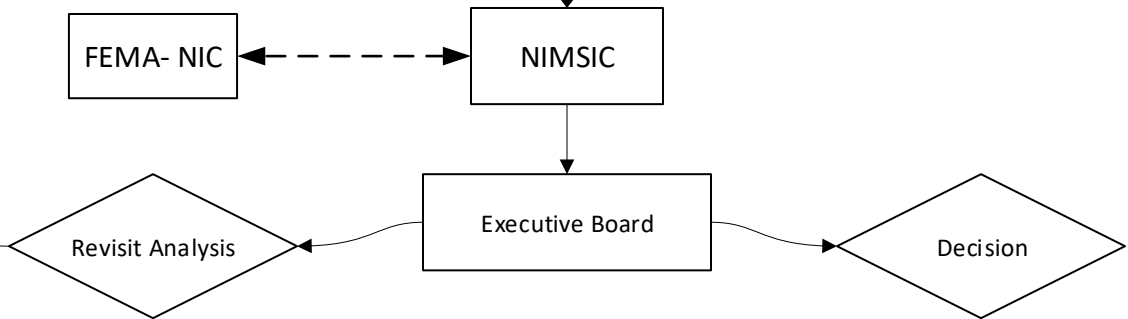 FEMA- NIC
NIMSIC
Executive Board
Revisit Analysis
Decision